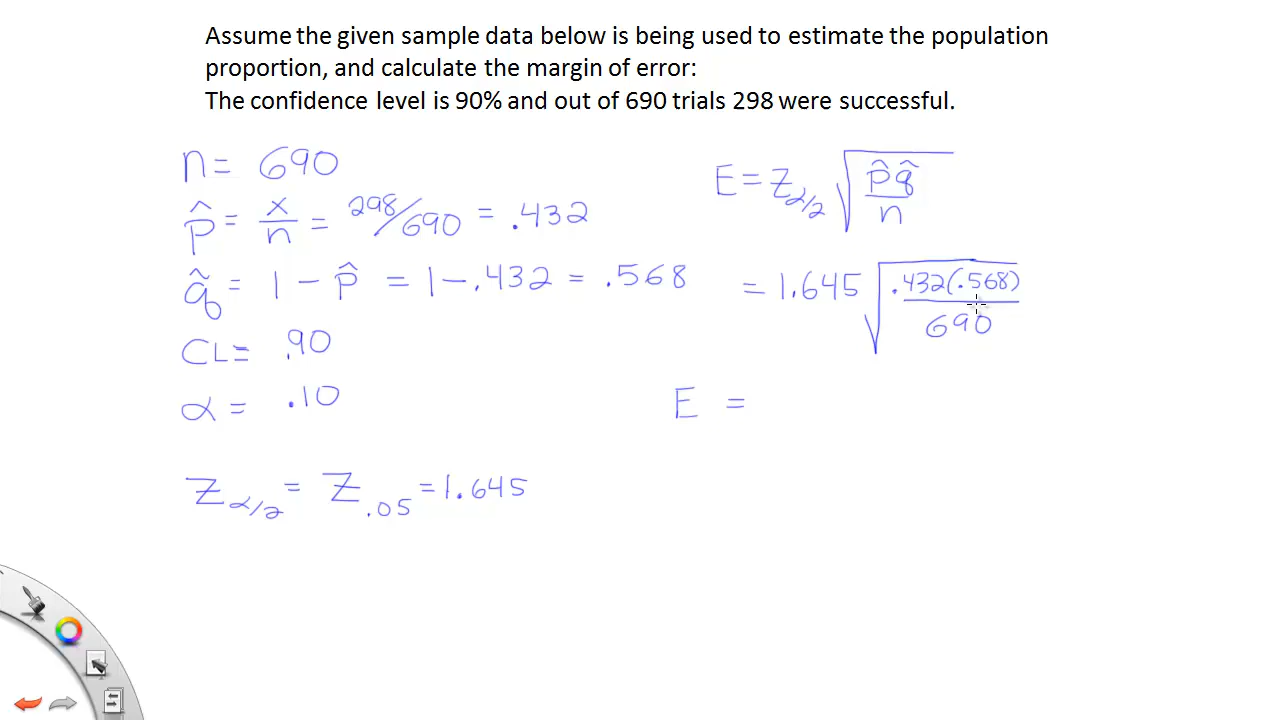 Assume the given sample data below is being used to estimate the population
proportion, and calculate the margin of error:
The confidence level is 90% and out of 690 trials 298 were successful.
n = 690
p̂ = x/n = 298/690 = .432
q̂ = 1 − p̂ = 1 − .432 = .568
CL = .90
α = .10
Z α/2 = Z .05 = 1.645
E = Z α/2 √(p̂q̂/n)
= 1.645 √(.432(.568)/690)
E =